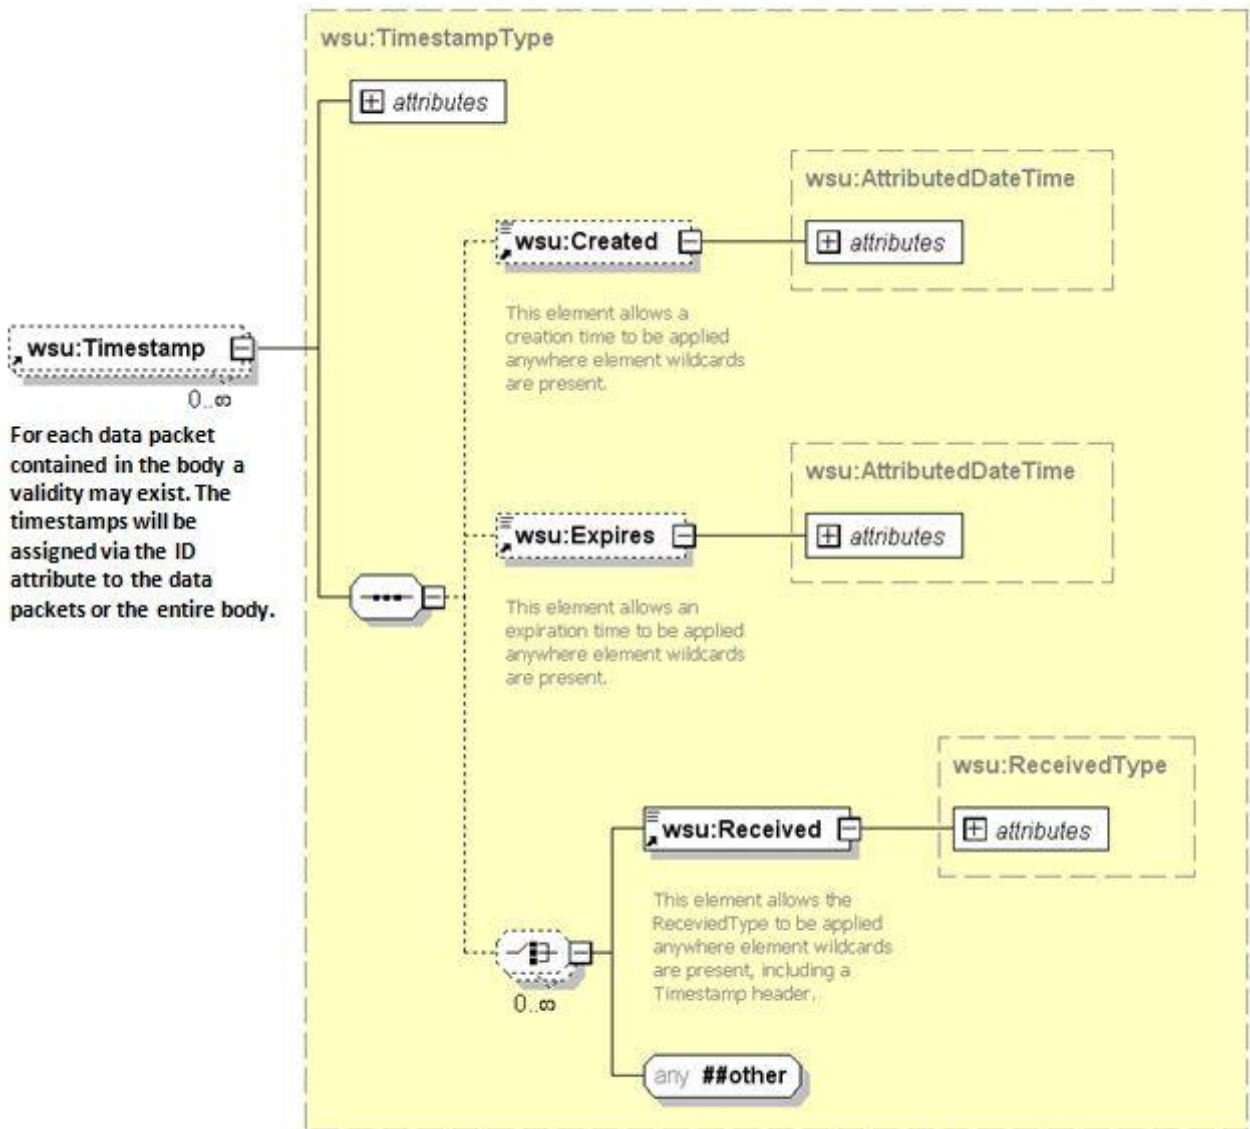 wsu:TimestampType
attributes
wsu:AttributedDateTime
wsu:Created
attributes
This element allows a
creation time to be applied
anywhere element wildcards
are present.
wsu:Timestamp
0..∞
For each data packet
contained in the body a
validity may exist. The
timestamps will be
assigned via the ID
attribute to the data
packets or the entire body.
wsu:AttributedDateTime
wsu:Expires
attributes
This element allows an
expiration time to be applied
anywhere element wildcards
are present.
wsu:ReceivedType
wsu:Received
attributes
This element allows the
ReceviedType to be applied
anywhere element wildcards
are present, including a
Timestamp header.
0..∞
any ##other